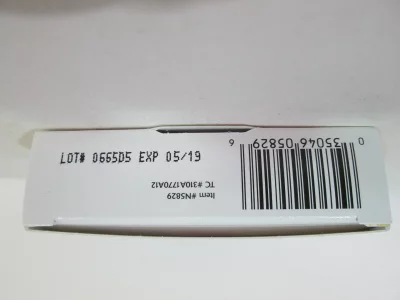 LOT# 0665D5 EXP 05/19
0 35046 05829 6
Item #N5829
TC #310A1770A12